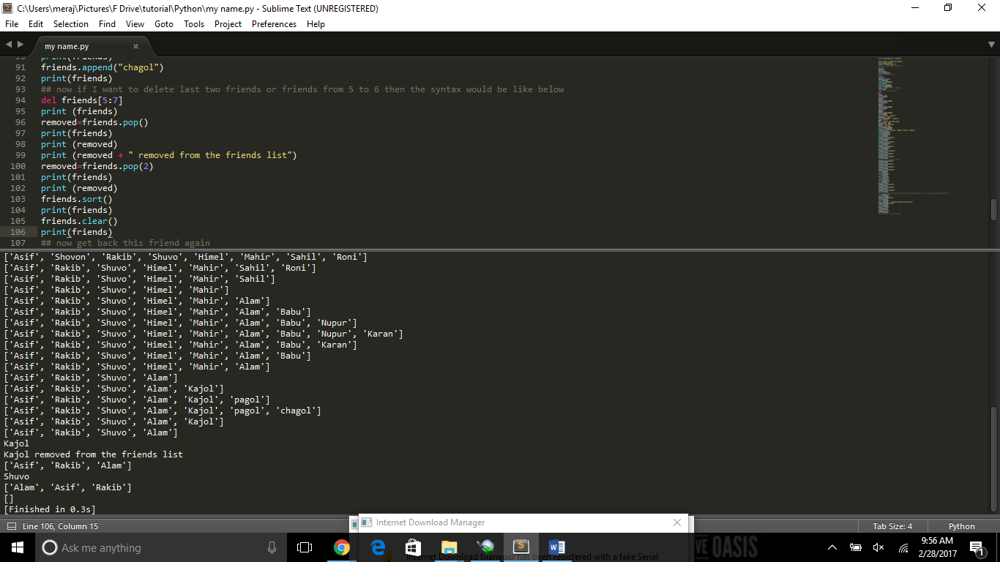 C:\Users\meraj\Pictures\F Drive\tutorial\Python\my name.py - Sublime Text (UNREGISTERED)
File Edit Selection Find View Goto Tools Project Preferences Help
my name.py
90 print(friends)
91 friends.append("chagol")
92 print(friends)
93 ## now if I want to delete last two friends or friends from 5 to 6 then the syntax would be like below
94 del friends[5:7]
95 print (friends)
96 removed=friends.pop()
97 print(friends)
98 print (removed)
99 print (removed + " removed from the friends list")
100 removed=friends.pop(2)
101 print(friends)
102 print (removed)
103 friends.sort()
104 print(friends)
105 friends.clear()
106 print(friends)
107 ## now get back this friend again
['Asif', 'Shovon', 'Rakib', 'Shuvo', 'Himel', 'Mahir', 'Sahil', 'Roni']
['Asif', 'Rakib', 'Shuvo', 'Himel', 'Mahir', 'Sahil', 'Roni']
['Asif', 'Rakib', 'Shuvo', 'Himel', 'Mahir', 'Sahil']
['Asif', 'Rakib', 'Shuvo', 'Himel', 'Mahir']
['Asif', 'Rakib', 'Shuvo', 'Himel', 'Mahir', 'Alam']
['Asif', 'Rakib', 'Shuvo', 'Himel', 'Mahir', 'Alam', 'Babu']
['Asif', 'Rakib', 'Shuvo', 'Himel', 'Mahir', 'Alam', 'Babu', 'Nupur']
['Asif', 'Rakib', 'Shuvo', 'Himel', 'Mahir', 'Alam', 'Babu', 'Nupur', 'Karan']
['Asif', 'Rakib', 'Shuvo', 'Himel', 'Mahir', 'Alam', 'Babu', 'Karan']
['Asif', 'Rakib', 'Shuvo', 'Himel', 'Mahir', 'Alam', 'Babu']
['Asif', 'Rakib', 'Shuvo', 'Himel', 'Mahir', 'Alam']
['Asif', 'Rakib', 'Shuvo', 'Alam']
['Asif', 'Rakib', 'Shuvo', 'Alam', 'Kajol']
['Asif', 'Rakib', 'Shuvo', 'Alam', 'Kajol', 'pagol']
['Asif', 'Rakib', 'Shuvo', 'Alam', 'Kajol', 'pagol', 'chagol']
['Asif', 'Rakib', 'Shuvo', 'Alam', 'Kajol']
['Asif', 'Rakib', 'Shuvo', 'Alam']
Kajol
Kajol removed from the friends list
['Asif', 'Rakib', 'Alam']
Shuvo
['Alam', 'Asif', 'Rakib']
[]
[Finished in 0.3s]
Line 106, Column 15
Tab Size: 4 Python
Internet Download Manager
Ask me anything
Internet Download Manager has been registered with a fake Serial
OASIS
9:56 AM
2/28/2017
1